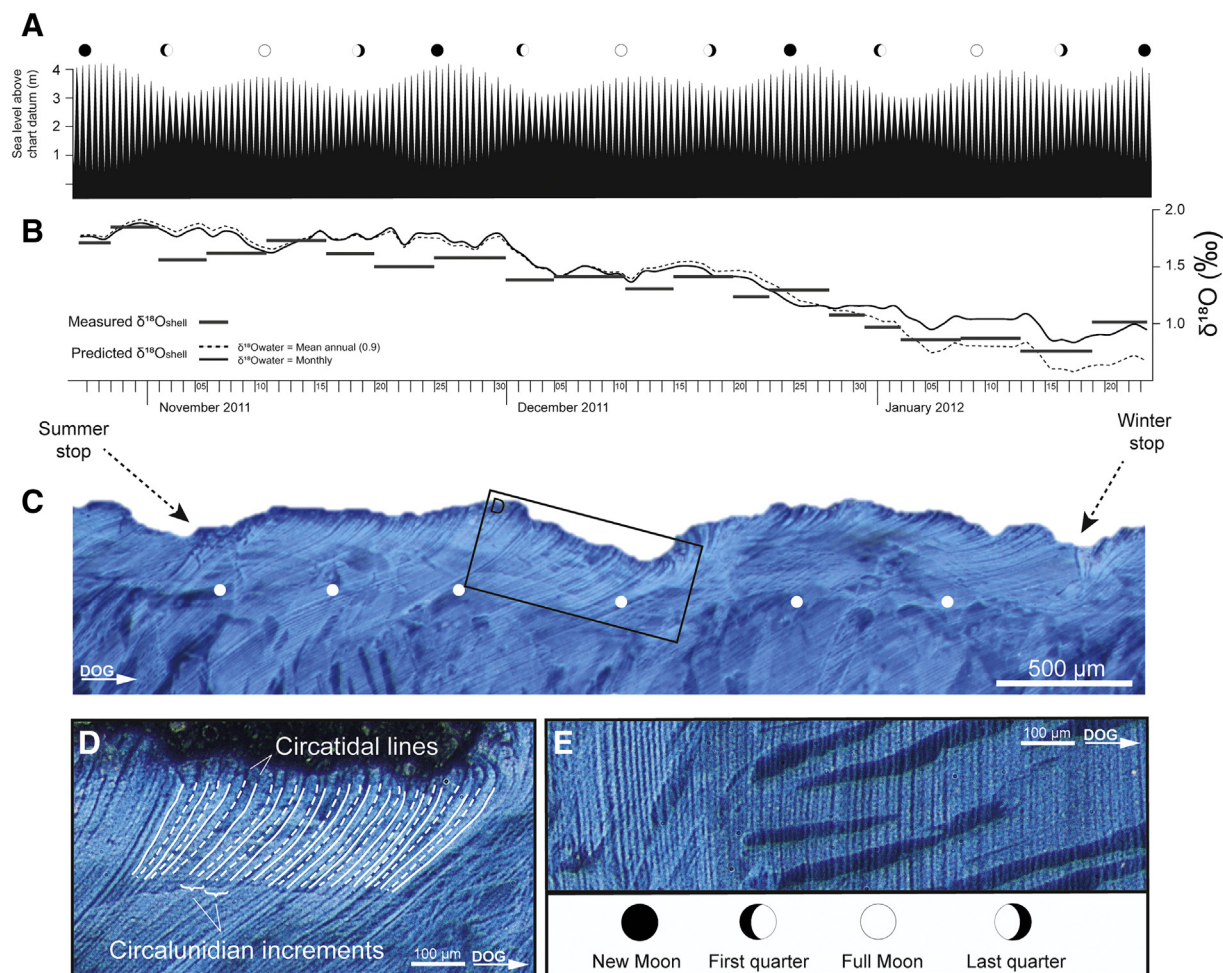 A
Sea level above
chart datum (m)
4
3
2
1
B
2.0
1.5
1.0
δ¹⁸O (‰)
Measured δ¹⁸Oshell
Predicted δ¹⁸Oshell
δ¹⁸Owater = Mean annual (0.9)
δ¹⁸Owater = Monthly
05 10 15 20 25 05 10 15 20 25 05 10 15 20
November 2011 December 2011 January 2012
Summer
stop
Winter
stop
C
D
DOG
500 µm
D
Circatidal lines
Circalunidian increments
100 µm
DOG
E
100 µm
DOG
New Moon First quarter Full Moon Last quarter